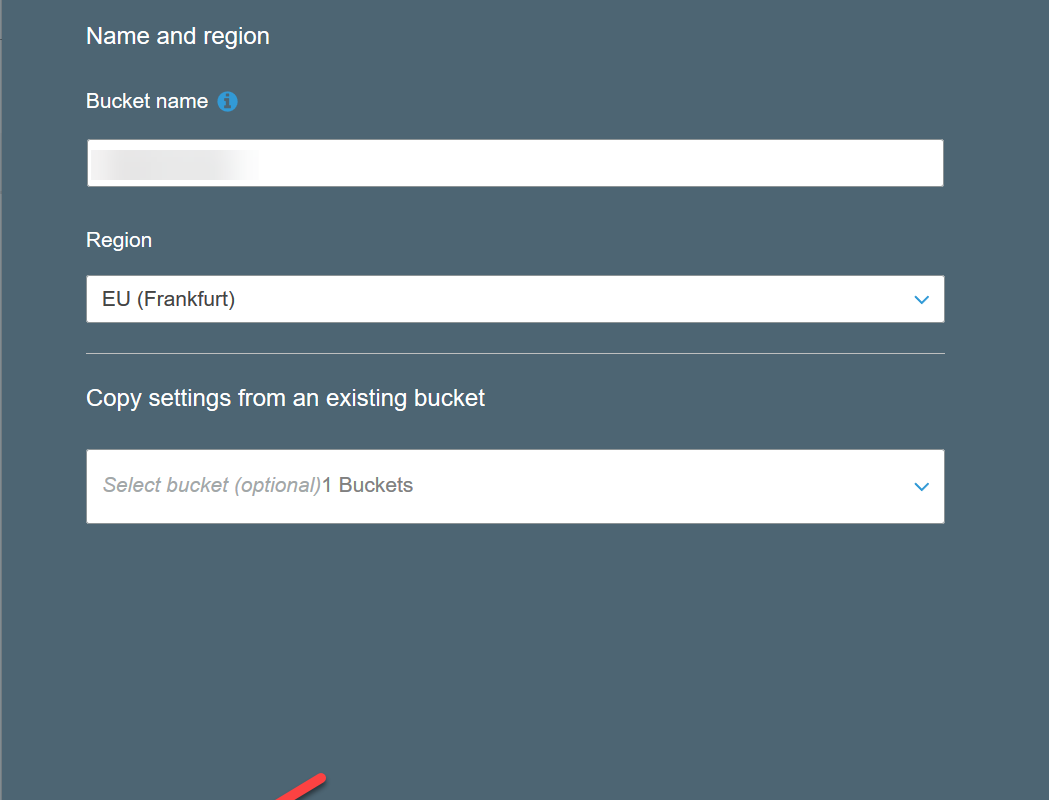 Name and region
Bucket name
Region
EU (Frankfurt)
Copy settings from an existing bucket
Select bucket (optional)1 Buckets